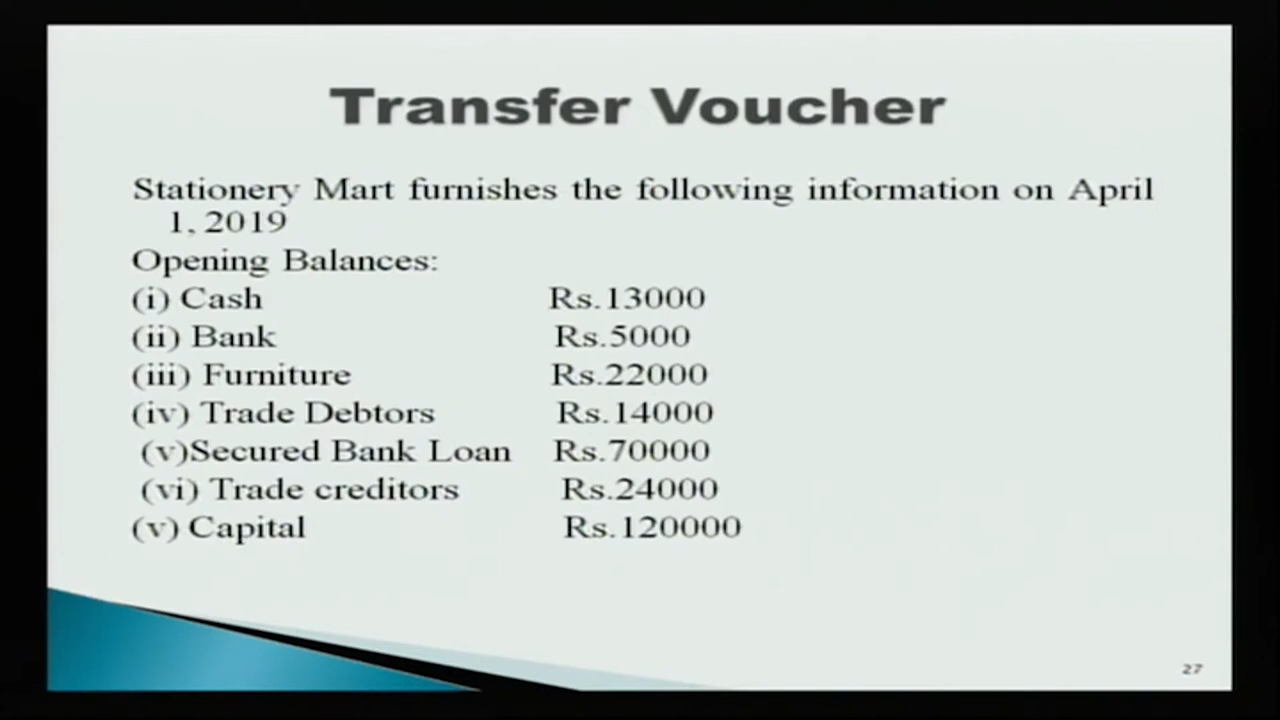 Transfer Voucher
Stationery Mart furnishes the following information on April
1, 2019
Opening Balances:
(i) Cash Rs.13000
(ii) Bank Rs.5000
(iii) Furniture Rs.22000
(iv) Trade Debtors Rs.14000
(v)Secured Bank Loan Rs.70000
(vi) Trade creditors Rs.24000
(v) Capital Rs.120000
27